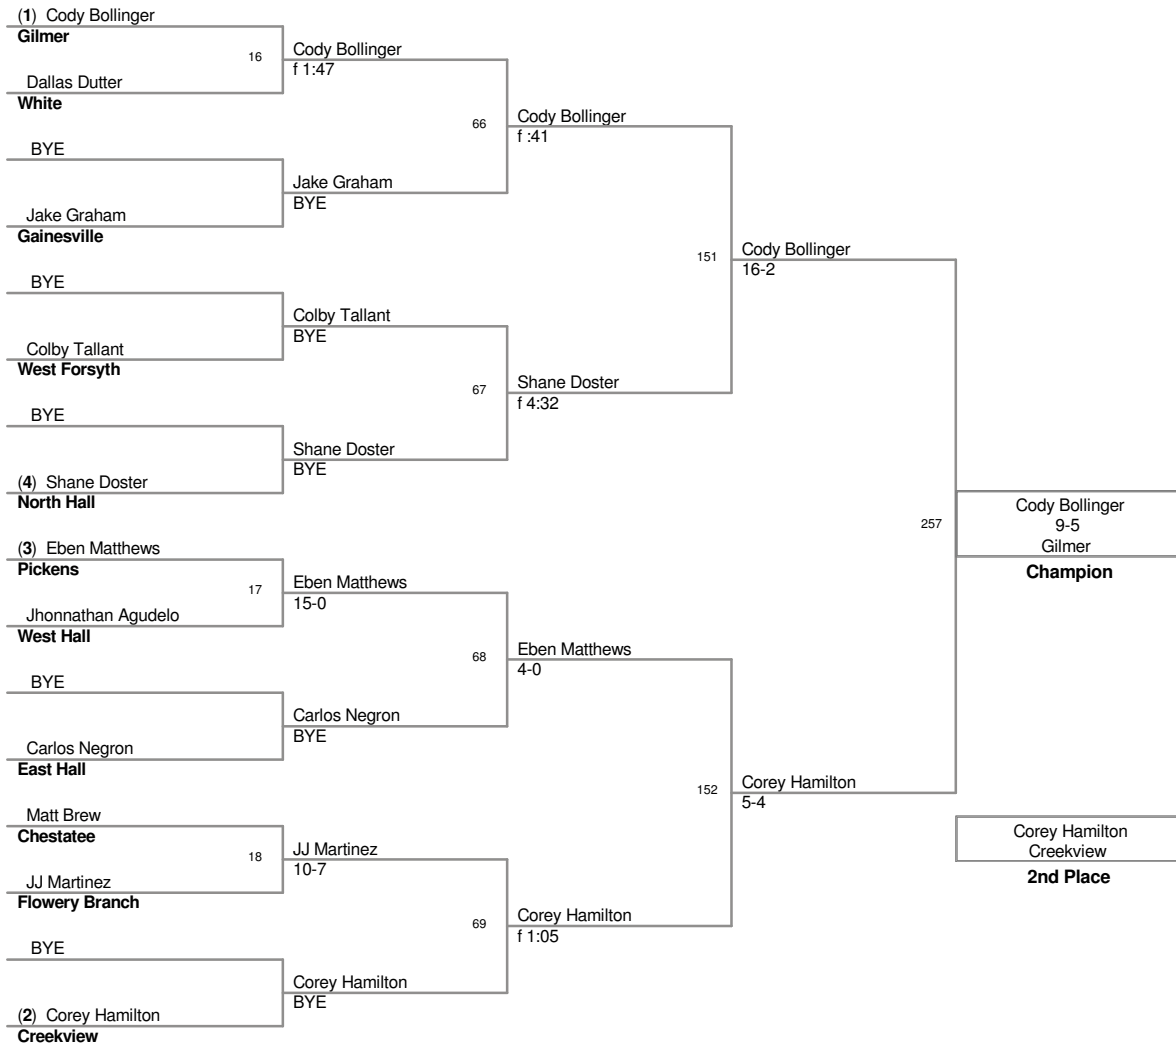 (1) Cody Bollinger
Gilmer
16
Dallas Dutter
White
Cody Bollinger
f 1:47
BYE
Jake Graham
Gainesville
Jake Graham
BYE
66
Cody Bollinger
f :41
BYE
Colby Tallant
West Forsyth
Colby Tallant
BYE
BYE
(4) Shane Doster
North Hall
Shane Doster
BYE
67
Shane Doster
f 4:32
151
Cody Bollinger
16-2
(3) Eben Matthews
Pickens
17
Jhonnathan Agudelo
West Hall
Eben Matthews
15-0
BYE
Carlos Negron
East Hall
Carlos Negron
BYE
68
Eben Matthews
4-0
Matt Brew
Chestatee
18
JJ Martinez
Flowery Branch
JJ Martinez
10-7
BYE
(2) Corey Hamilton
Creekview
Corey Hamilton
BYE
69
Corey Hamilton
f 1:05
152
Corey Hamilton
5-4
257
Cody Bollinger
9-5
Gilmer
Champion
Corey Hamilton
Creekview
2nd Place